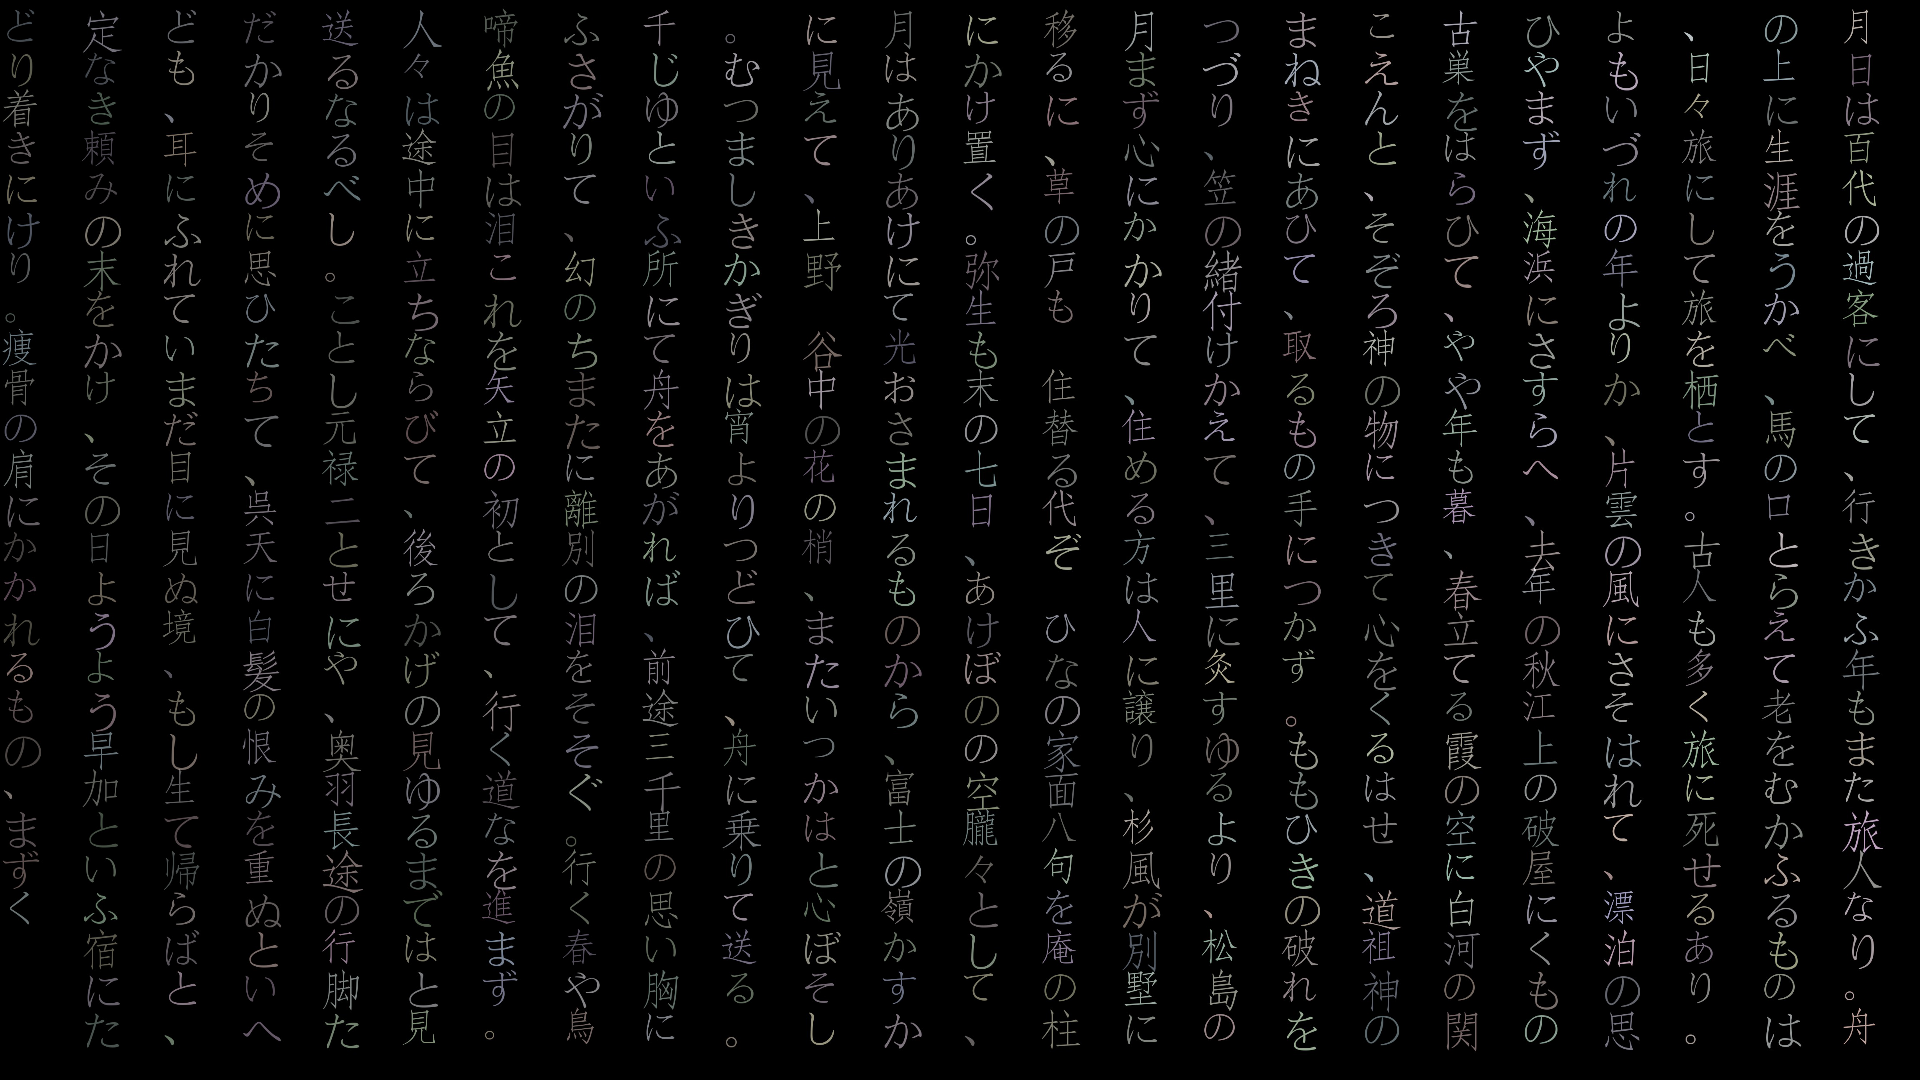 月日は百代の過客にして、行きかふ年もまた旅人なり。舟
の上に生涯をうかべ、馬の口とらえて老をむかふるものは
、日々旅にして旅を栖とす。古人も多く旅に死せるあり。
よもいづれの年よりか、片雲の風にさそはれて、漂泊の思
ひやまず、海浜にさすらへ、去年の秋江上の破屋にくもの
古巣をはらひて、やや年も暮、春立てる霞の空に白河の関
こえんと、そぞろ神の物につきて心をくるはせ、道祖神の
まねきにあひて、取るもの手につかず。ももひきの破れを
つづり、笠の緒付けかえて、三里に灸すゆるより、松島の
月まず心にかかりて、住める方は人に譲り、杉風が別墅に
移るに、草の戸も　住替る代ぞ　ひなの家面八句を庵の柱
にかけ置く。弥生も末の七日、あけぼのの空朧々として、
月はありあけにて光おさまれるものから、富士の嶺かすか
に見えて、上野　谷中の花の梢、またいつかはと心ぼそし
。むつましきかぎりは宵よりつどひて、舟に乗りて送る。
千じゆといふ所にて舟をあがれば、前途三千里の思い胸に
ふさがりて、幻のちまたに離別の泪をそそぐ。行く春や鳥
啼魚の目は泪これを矢立の初として、行く道なを進まず。
人々は途中に立ちならびて、後ろかげの見ゆるまではと見
送るなるべし。ことし元禄二とせにや、奥羽長途の行脚た
だかりそめに思ひたちて、呉天に白髪の恨みを重ぬといへ
ども、耳にふれていまだ目に見ぬ境、もし生て帰らばと、
定なき頼みの末をかけ、その日ようよう早加といふ宿にた
どり着きにけり。痩骨の肩にかかれるもの、まずく